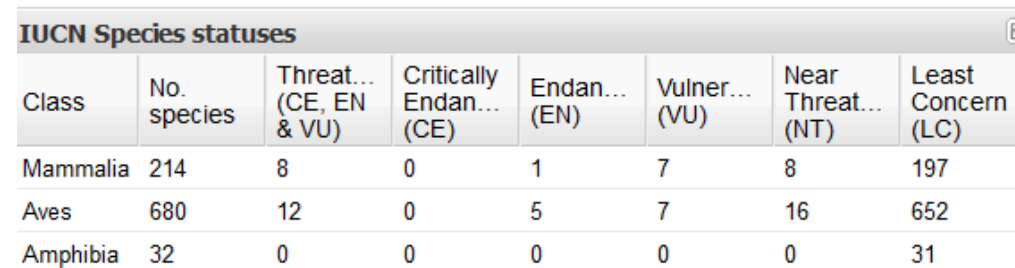 IUCN Species statuses
Class No. species Threat... (CE, EN & VU) Critically Endan... (CE) Endan... (EN) Vulner... (VU) Near Threat... (NT) Least Concern (LC)
Mammalia 214 8 0 1 7 8 197
Aves 680 12 0 5 7 16 652
Amphibia 32 0 0 0 0 0 31